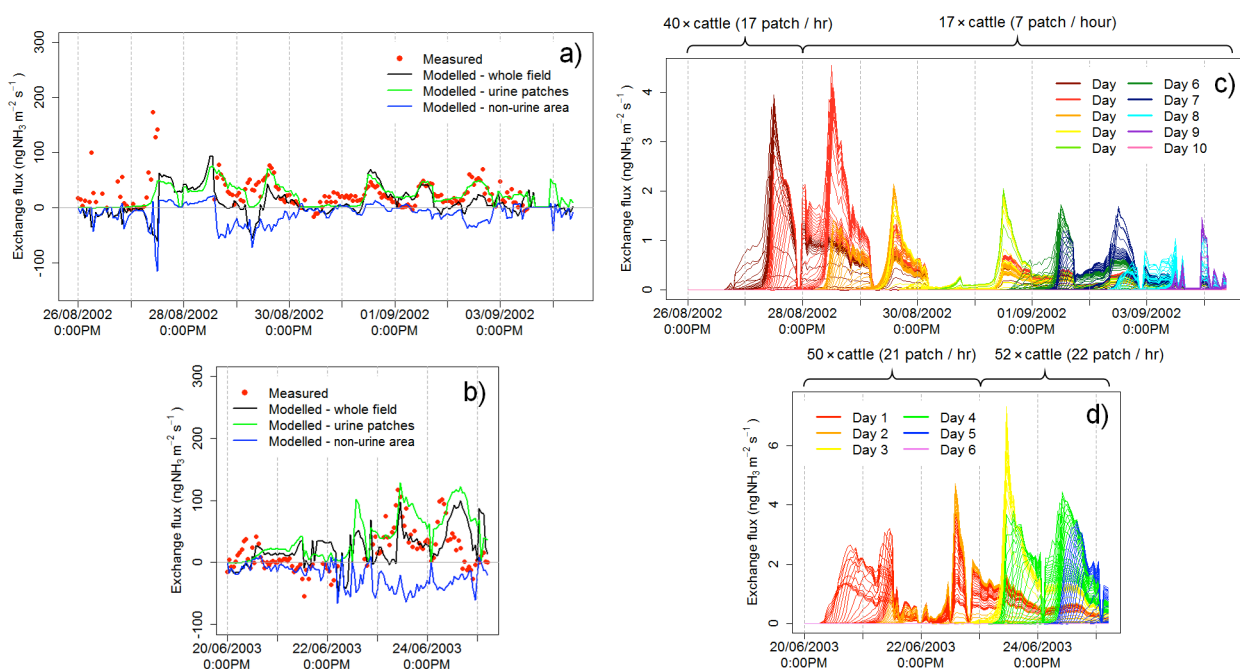 a)
Exchange flux (ngNH3 m−2 s−1)
300
200
100
0
-100
Measured
Modelled - whole field
Modelled - urine patches
Modelled - non-urine area
26/08/2002 28/08/2002 30/08/2002 01/09/2002 03/09/2002
0:00PM 0:00PM 0:00PM 0:00PM 0:00PM
b)
Exchange flux (ngNH3 m−2 s−1)
300
200
100
0
-100
Measured
Modelled - whole field
Modelled - urine patches
Modelled - non-urine area
20/06/2003 22/06/2003 24/06/2003
0:00PM 0:00PM 0:00PM
40 × cattle (17 patch / hr) 17 × cattle (7 patch / hour)
c)
Exchange flux (ngNH3 m−2 s−1)
4
3
2
1
0
Day Day 6
Day Day 7
Day Day 8
Day Day 9
Day Day 10
26/08/2002 28/08/2002 30/08/2002 01/09/2002 03/09/2002
0:00PM 0:00PM 0:00PM 0:00PM 0:00PM
50 × cattle (21 patch / hr) 52 × cattle (22 patch / hr)
d)
Exchange flux (ngNH3 m−2 s−1)
6
4
2
0
Day 1 Day 4
Day 2 Day 5
Day 3 Day 6
20/06/2003 22/06/2003 24/06/2003
0:00PM 0:00PM 0:00PM